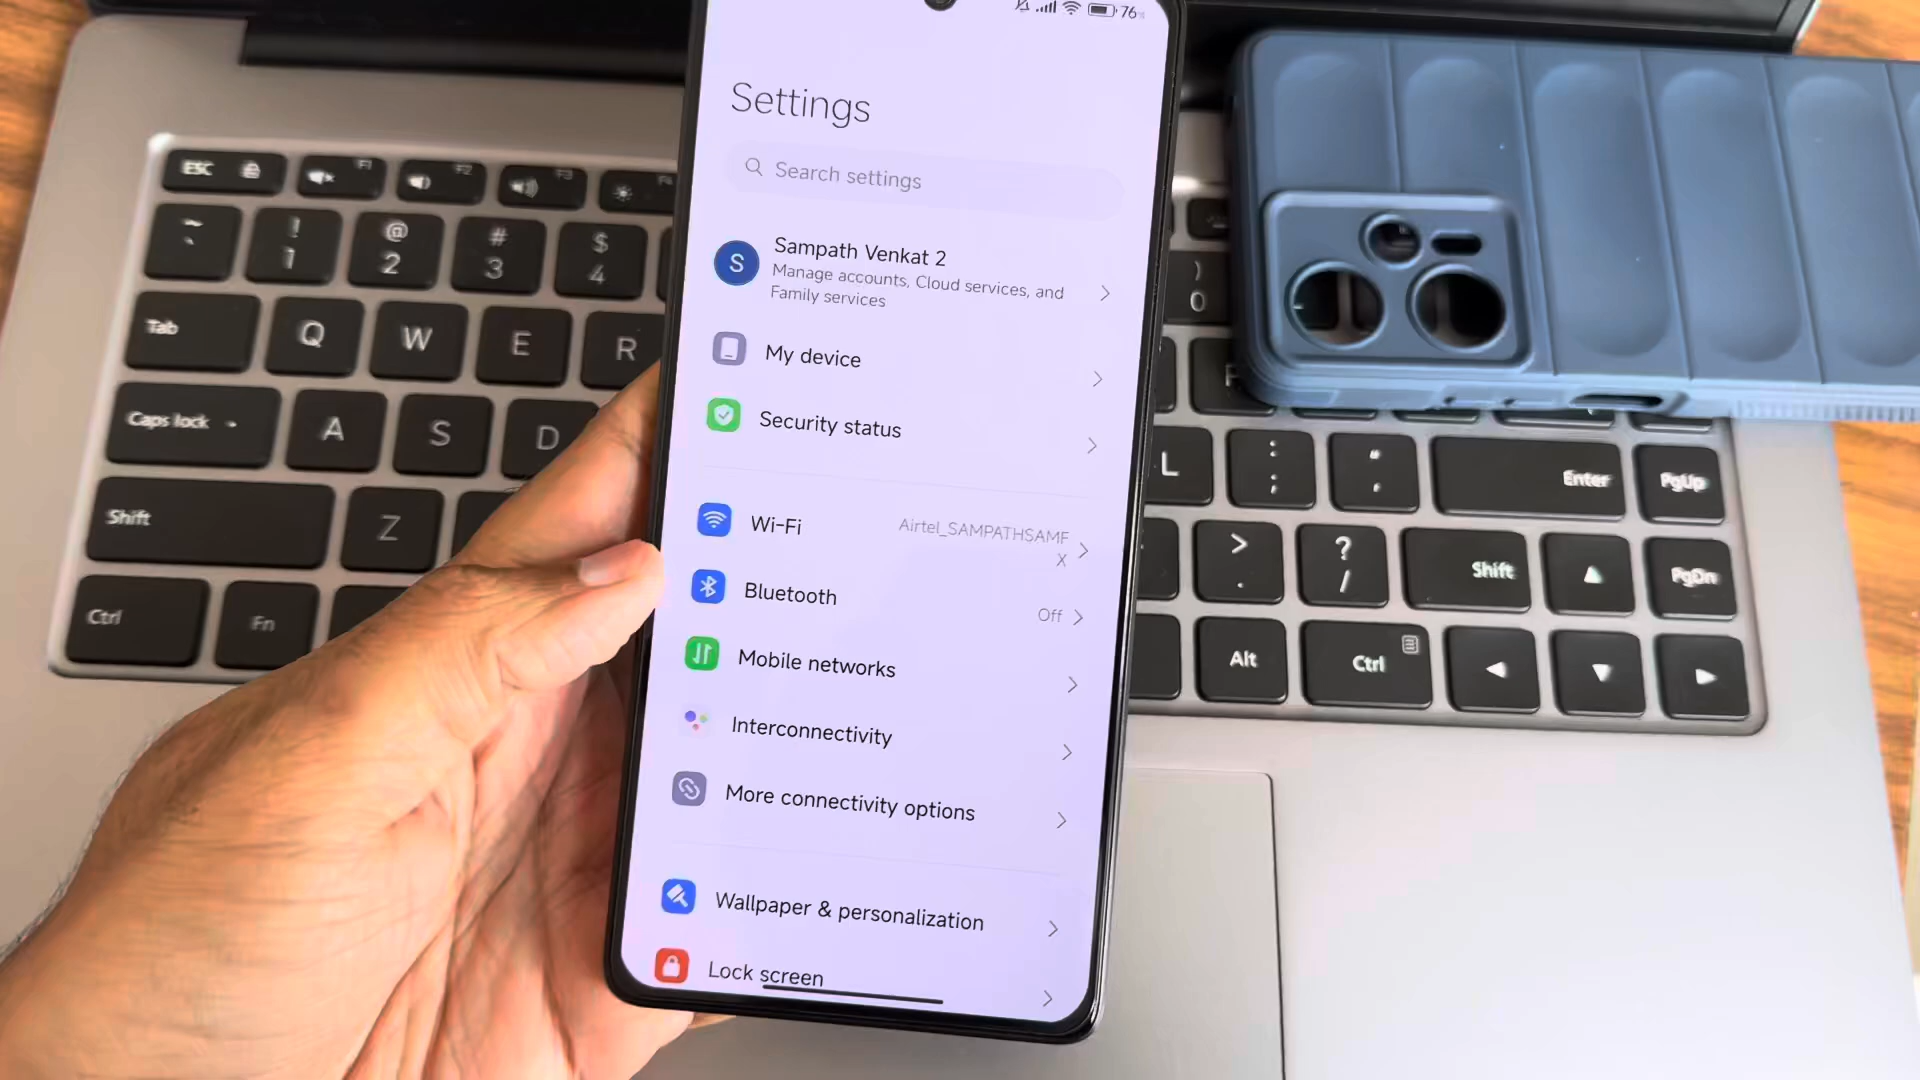 76
Settings
Search settings
S
Sampath Venkat 2
Manage accounts, Cloud services, and
Family services
My device
Security status
Wi-Fi
Airtel_SAMPATHSAMF
X
Bluetooth
Off
Mobile networks
Interconnectivity
More connectivity options
Wallpaper & personalization
Lock screen
ESC
F1
F2
F3
F4
~
!
1
@
2
#
3
$
4
)
0
Tab
Q
W
E
R
Caps lock
A
S
D
L
:
;
"
'
Enter
PgUp
Shift
Z
>
.
?
/
Shift
PgDn
Ctrl
Fn
Alt
Ctrl